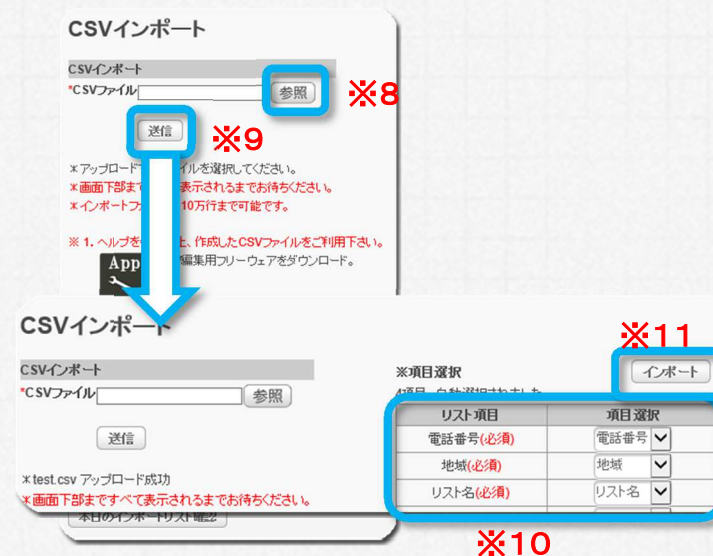 CSVインポート
CSVインポート
*CSVファイル 参照 ※8
送信 ※9
*アップロード イルを選択してください。
*画面下部まで 表示されるまでお待ちください。
*インポートフ 10万行まで可能です。
※ 1. ヘルプを 上、作成したCSVファイルをご利用下さい。
App 編集用フリーウェアをダウンロード。
CSVインポート
CSVインポート
*CSVファイル 参照
送信
*test.csv アップロード成功
*画面下部まですべて表示されるまでお待ちください。
本日のインポートリスト確認
※11
※項目選択 インポート
4項目 自動選択されました
リスト項目 項目選択
電話番号(必須) 電話番号
地域(必須) 地域
リスト名(必須) リスト名
※10